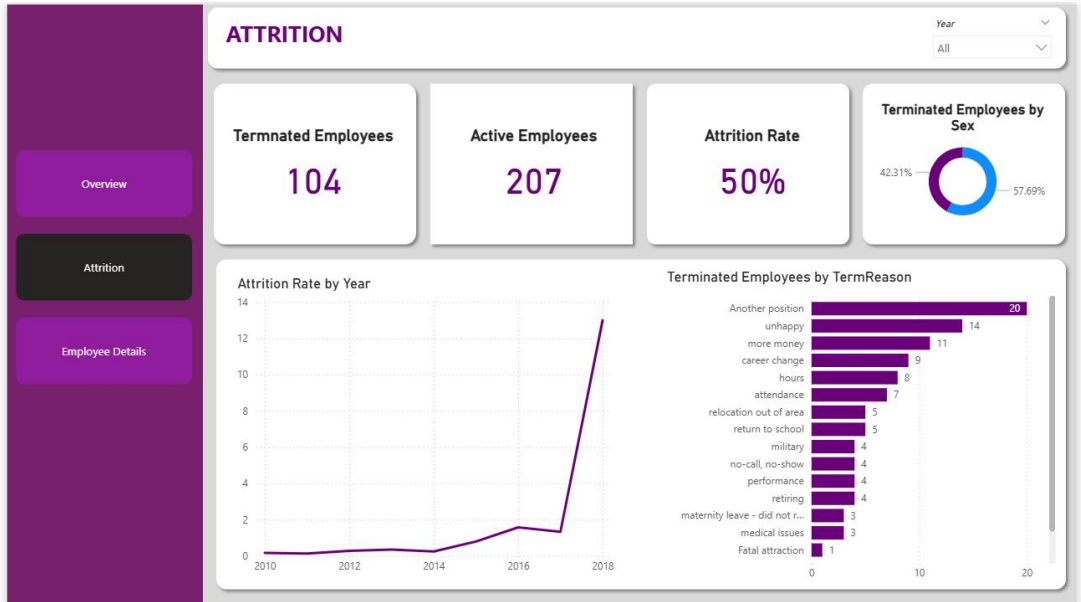 ATTRITION
Year
All
Overview
Attrition
Employee Details
Termnated Employees
104
Active Employees
207
Attrition Rate
50%
Terminated Employees by
Sex
42.31%
57.69%
Attrition Rate by Year
14
12
10
8
6
4
2
0
2010
2012
2014
2016
2018
Terminated Employees by TermReason
Another position 20
unhappy 14
more money 11
career change 9
hours 8
attendance 7
relocation out of area 5
return to school 5
military 4
no-call, no-show 4
performance 4
retiring 4
maternity leave - did not r... 3
medical issues 3
Fatal attraction 1
0
10
20